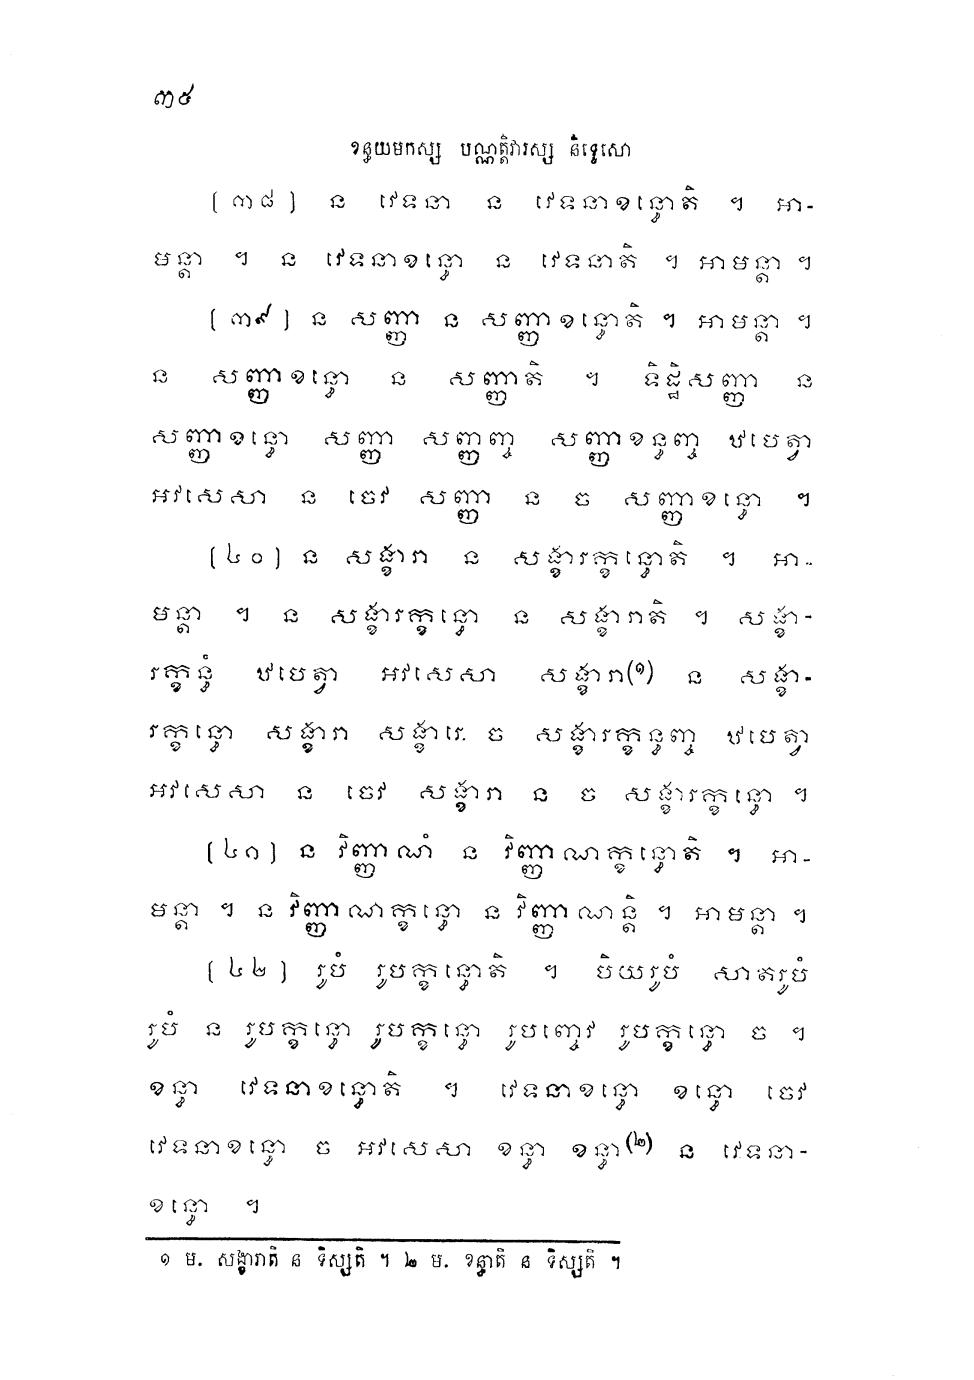 ៣៥
ខន្ធយមកស្ស បណ្ណត្តិវារស្ស និទ្ទេសោ
[៣៨] ន វេទនា ន វេទនាខន្ធោតិ ។ អា-
មន្តា ។ ន វេទនាខន្ធោ ន វេទនាតិ ។ អាមន្តា ។
[៣៩] ន សញ្ញា ន សញ្ញាខន្ធោតិ ។ អាមន្តា ។
ន សញ្ញាខន្ធោ ន សញ្ញាតិ ។ ទិដ្ឋិសញ្ញា ន
សញ្ញាខន្ធោ សញ្ញា សញ្ញញ្ច សញ្ញាខន្ធញ្ច ឋបេត្វា
អវសេសា ន ចេវ សញ្ញា ន ច សញ្ញាខន្ធោ ។
[៤០] ន សង្ខារា ន សង្ខារក្ខន្ធោតិ ។ អា-
មន្តា ។ ន សង្ខារក្ខន្ធោ ន សង្ខារាតិ ។ សង្ខា-
រក្ខន្ធំ ឋបេត្វា អវសេសា សង្ខារា(១) ន សង្ខា-
រក្ខន្ធោ សង្ខារា សង្ខារេ ច សង្ខារក្ខន្ធញ្ច ឋបេត្វា
អវសេសា ន ចេវ សង្ខារា ន ច សង្ខារក្ខន្ធោ ។
[៤១] ន វិញ្ញាណំ ន វិញ្ញាណក្ខន្ធោតិ ។ អា-
មន្តា ។ ន វិញ្ញាណក្ខន្ធោ ន វិញ្ញាណន្តិ ។ អាមន្តា ។
[៤២] រូបំ រូបក្ខន្ធោតិ ។ បិយរូបំ សាតរូបំ
រូបំ ន រូបក្ខន្ធោ រូបក្ខន្ធោ រូបញ្ចេវ រូបក្ខន្ធោ ច ។
ខន្ធា វេទនាខន្ធោតិ ។ វេទនាខន្ធោ ខន្ធោ ចេវ
វេទនាខន្ធោ ច អវសេសា ខន្ធា ខន្ធា(២) ន វេទនា-
ខន្ធោ ។
១ ម. សង្ខារាតិ ន ទិស្សតិ ។ ២ ម. ខន្ធាតិ ន ទិស្សតិ ។